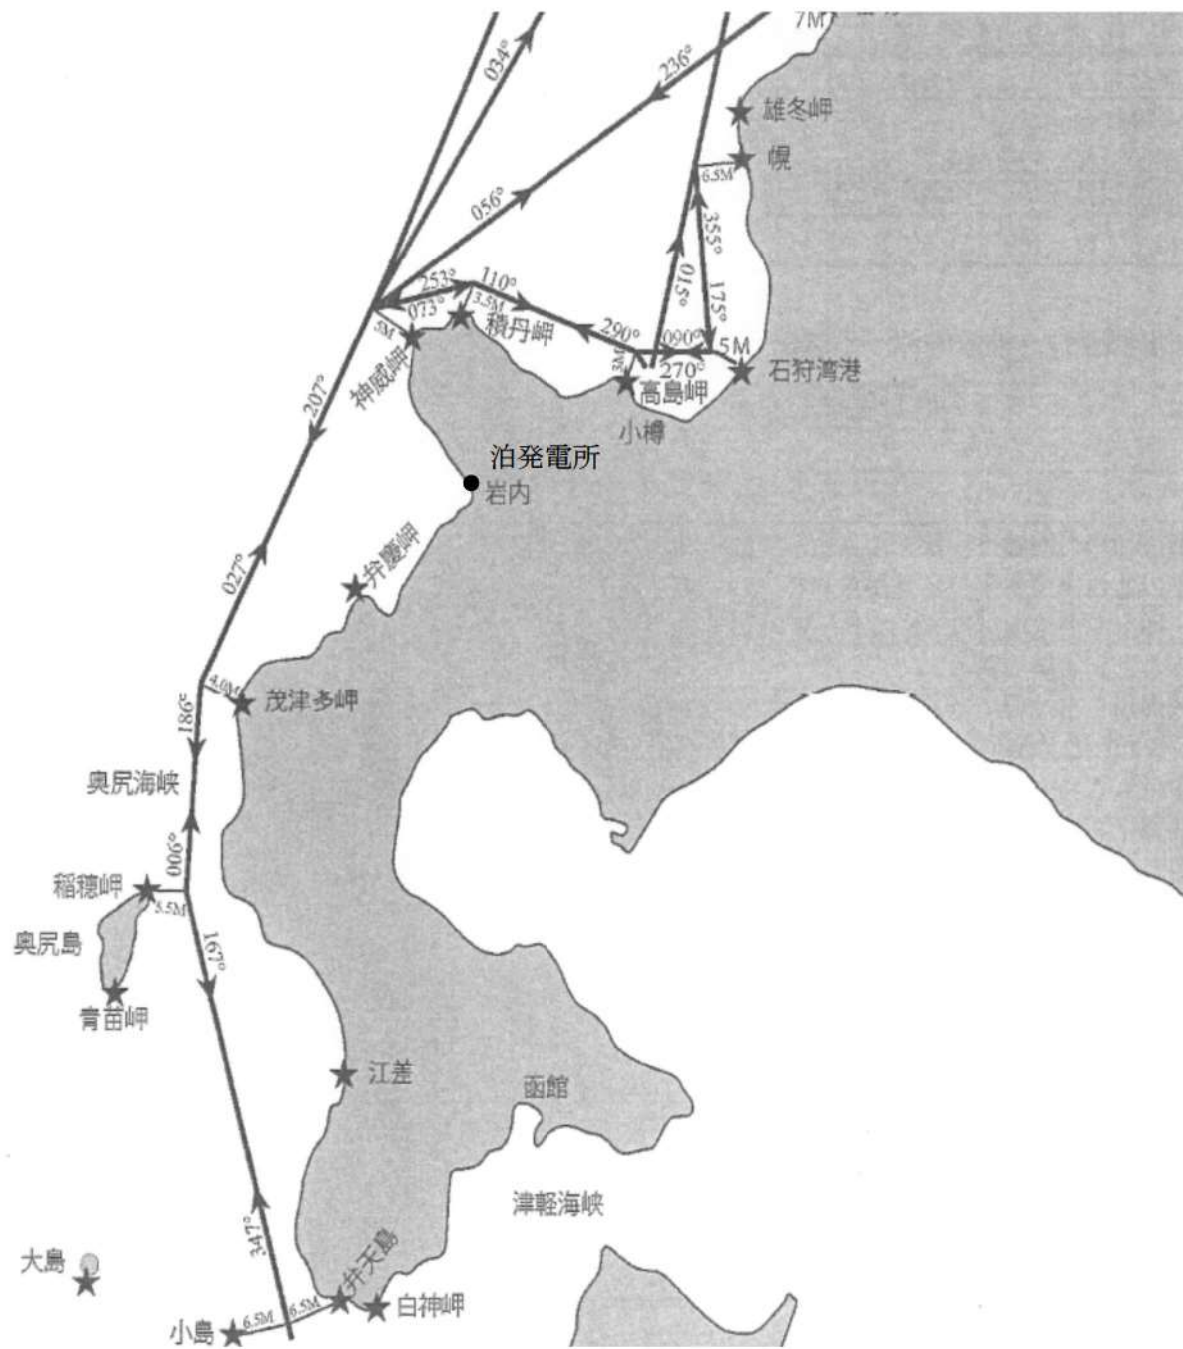 7M
034°
236°
雄冬岬
幌
6.5M
056°
355°
015°
175°
253°
110°
073°
3.5M
積丹岬
5M
神威岬
290°
090°
5M
3M
270°
高島岬
石狩湾港
小樽
207°
泊発電所
岩内
弁慶岬
027°
4.0M
茂津多岬
186°
奥尻海峡
006°
稲穂岬
5.5M
奥尻島
167°
青苗岬
江差
函館
津軽海峡
347°
弁天島
大島
6.5M
6.5M
白神岬
小島